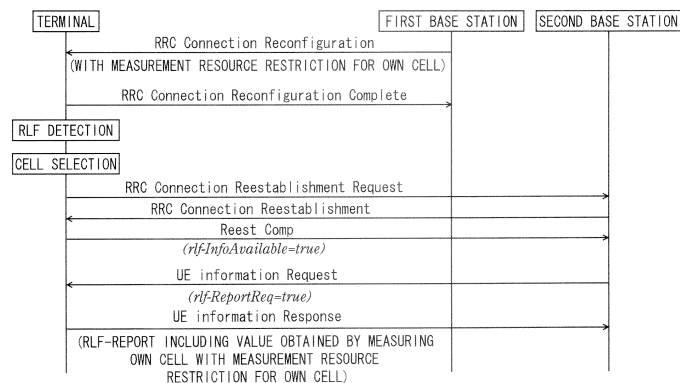 TERMINAL
FIRST BASE STATION
SECOND BASE STATION
RRC Connection Reconfiguration
(WITH MEASUREMENT RESOURCE RESTRICTION FOR OWN CELL)
RRC Connection Reconfiguration Complete
RLF DETECTION
CELL SELECTION
RRC Connection Reestablishment Request
RRC Connection Reestablishment
Reest Comp
(rlf-InfoAvailable=true)
UE information Request
(rlf-ReportReq=true)
UE information Response
(RLF-REPORT INCLUDING VALUE OBTAINED BY MEASURING
OWN CELL WITH MEASUREMENT RESOURCE
RESTRICTION FOR OWN CELL)